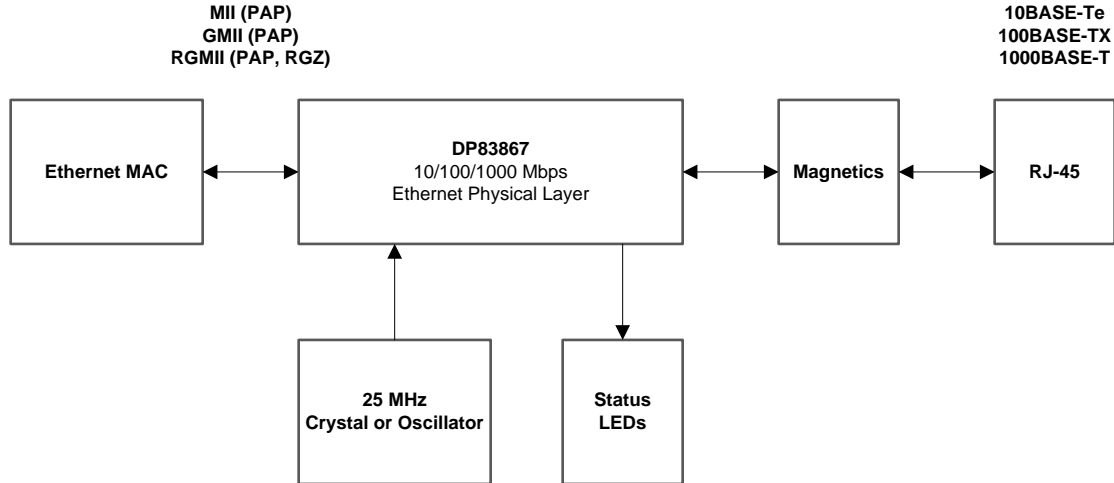 MII (PAP)
GMII (PAP)
RGMII (PAP, RGZ)
10BASE-Te
100BASE-TX
1000BASE-T
Ethernet MAC
DP83867
10/100/1000 Mbps
Ethernet Physical Layer
Magnetics
RJ-45
25 MHz
Crystal or Oscillator
Status
LEDs